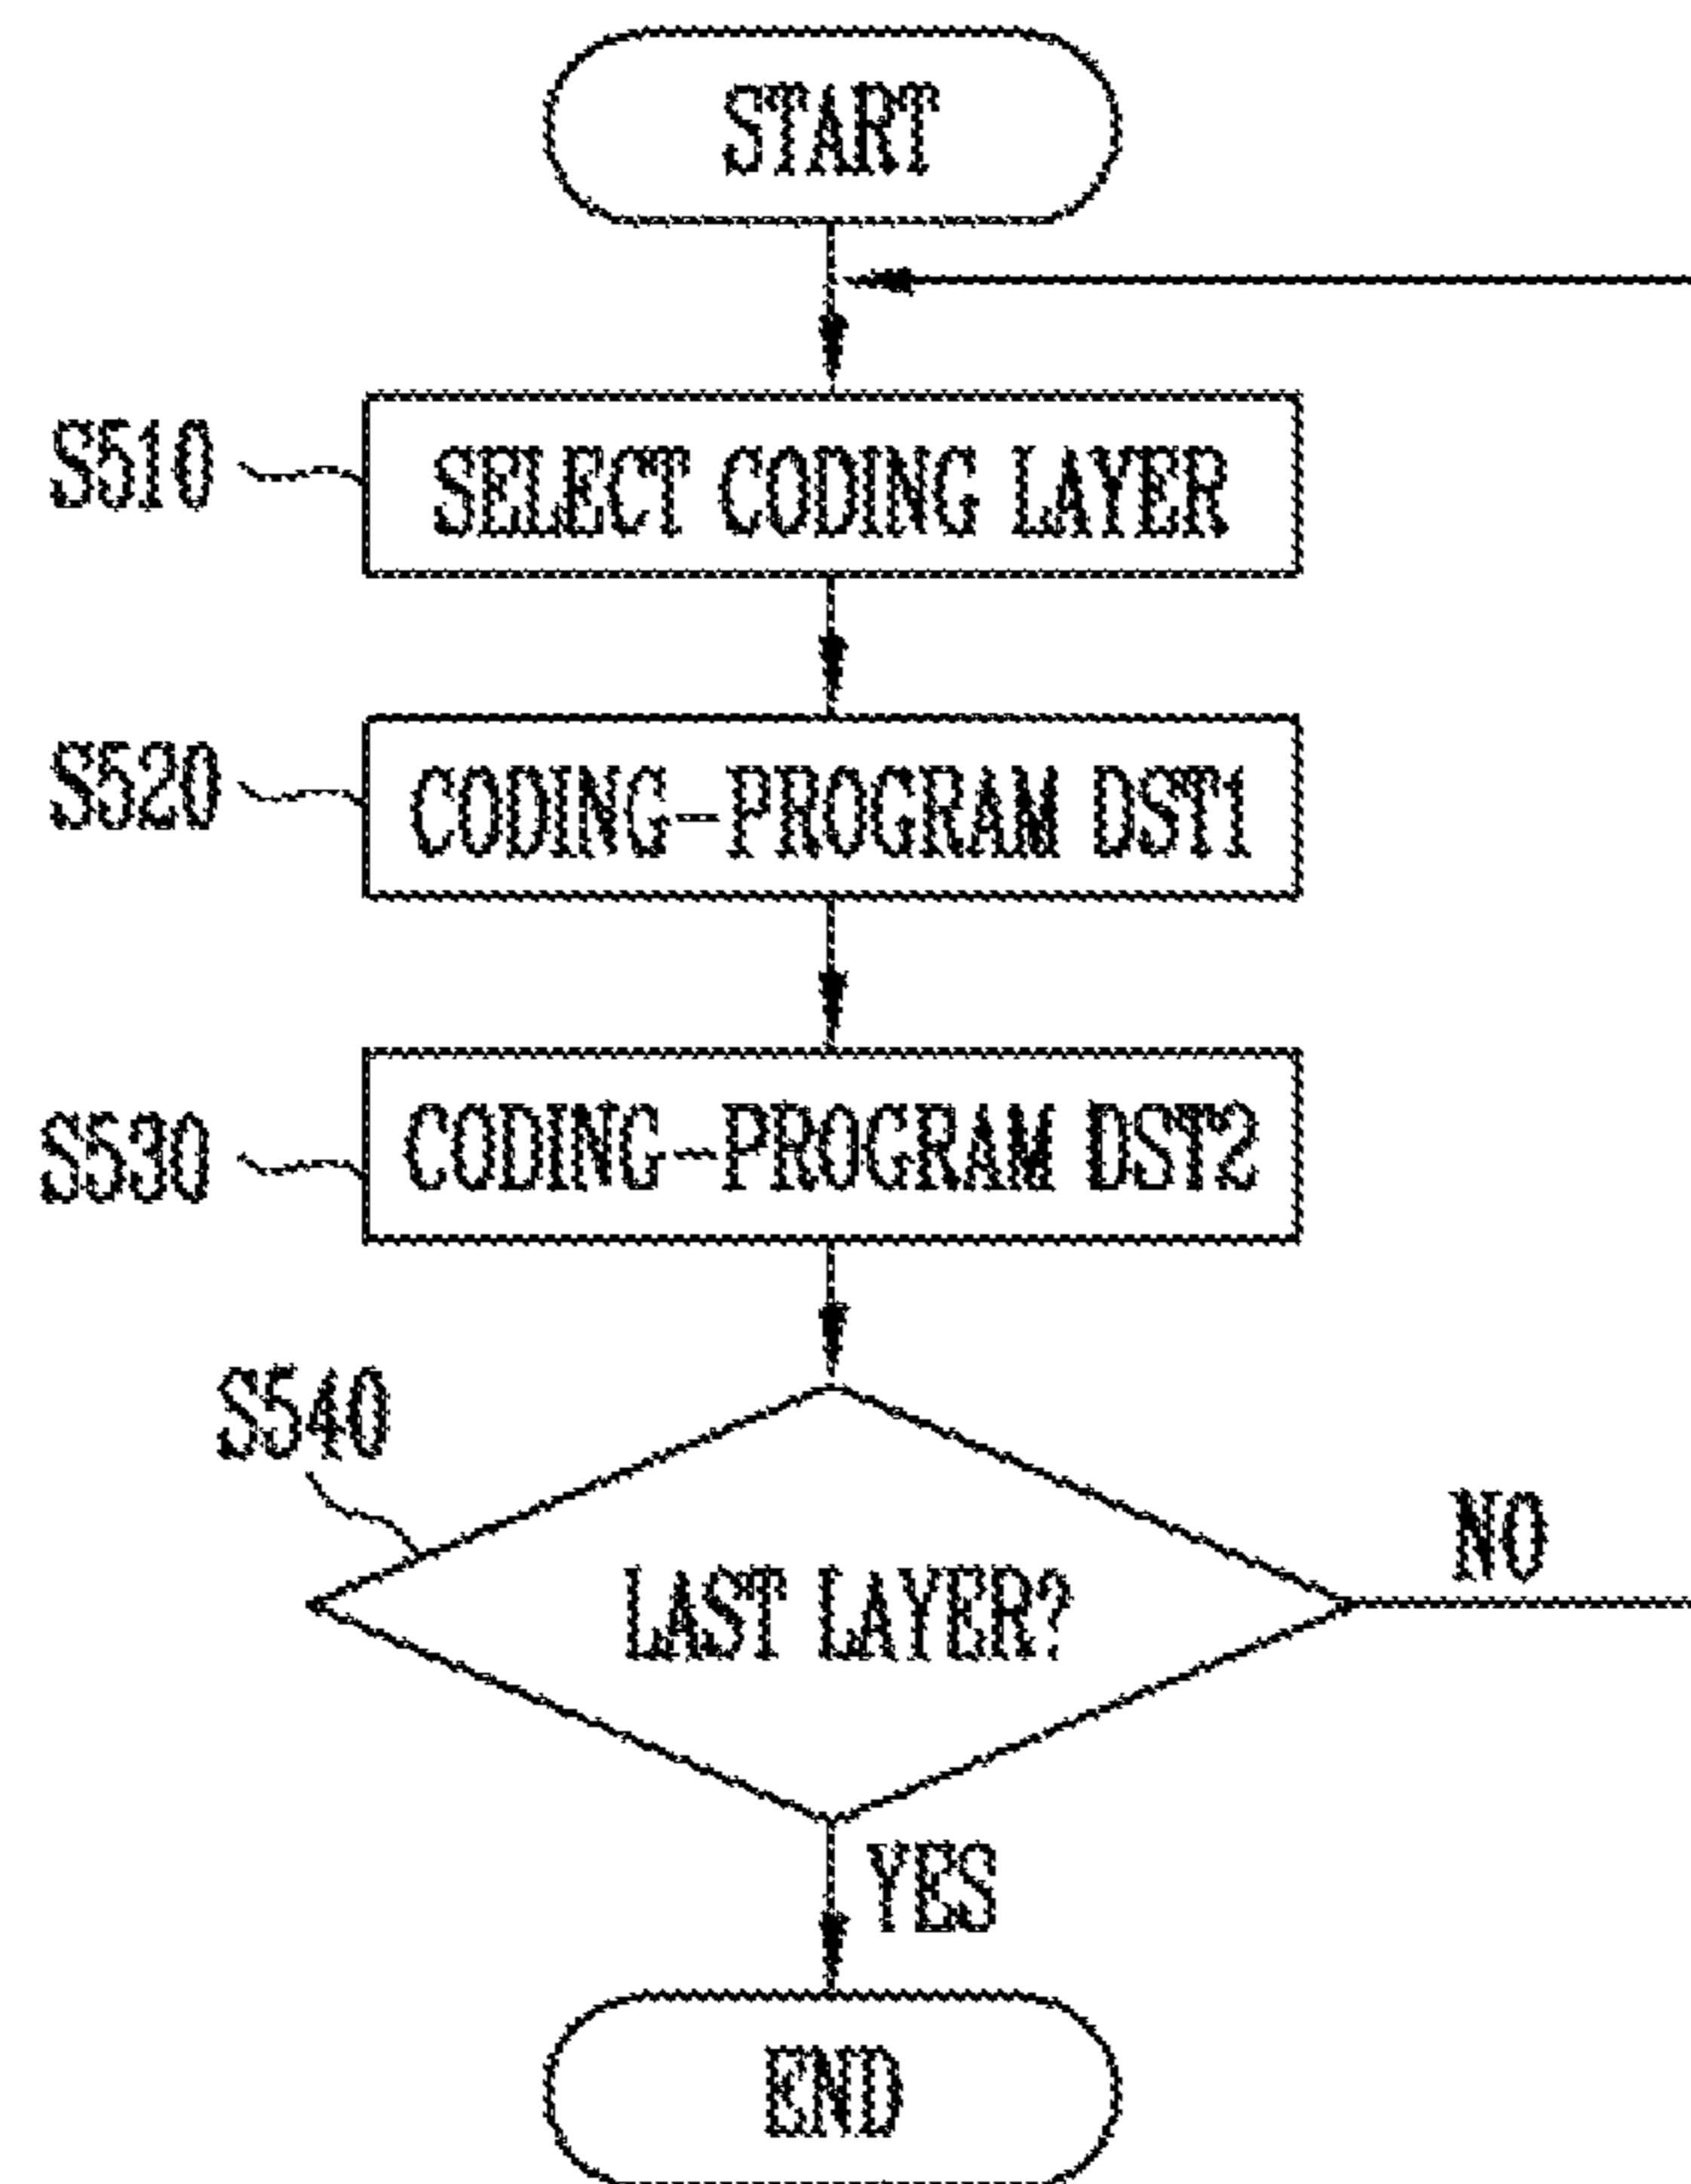 START
S510
SELECT CODING LAYER
S520
CODING-PROGRAM DST1
S530
CODING-PROGRAM DST2
S540
LAST LAYER?
NO
YES
END